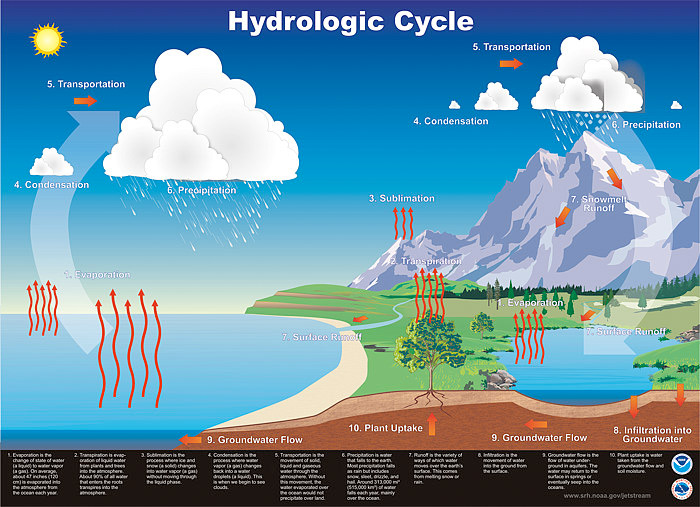 Hydrologic Cycle
5. Transportation
5. Transportation
4. Condensation
6. Precipitation
4. Condensation
6. Precipitation
3. Sublimation
7. Snowmelt
Runoff
1. Evaporation
2. Transpiration
Evaporation
7. Surface Runoff
7. Surface Runoff
10. Plant Uptake
9. Groundwater Flow
9. Groundwater Flow
8. Infiltration into
Groundwater
1. Evaporation is the
change of state of water
(a liquid) to water vapor
(a gas). On average,
about 47 inches (120
cm) is evaporated into
the atmosphere from
the ocean each year.
2. Transpiration is evap-
oration of liquid water
from plants and trees
into the atmosphere.
About 90% of all water
that enters the roots
transpires into the
atmosphere.
3. Sublimation is the
process where ice and
snow (a solid) changes
into water vapor (a gas)
without moving through
the liquid phase.
4. Condensation is the
process where water
vapor (a gas) changes
back into a water
droplets (a liquid). This
is when we begin to see
clouds.
5. Transportation is the
movement of solid,
liquid and gaseous
water through the
atmosphere. Without
this movement, the
water evaporated over
the ocean would not
precipitate over land.
6. Precipitation is water
that falls to the earth.
Most precipitation falls
as rain but includes
snow, sleet, drizzle, and
hail. Around 313,000 mi³
(515,000 km³) of water
falls each year, mainly
over the ocean.
7. Runoff is the variety of
ways of which water
moves over the earth's
surface. This comes
from melting snow or
rain.
8. Infiltration is the
movement of water
into the ground from
the surface.
9. Groundwater flow is the
flow of water under
ground in aquifers. The
water may return to the
surface in springs or
eventually seep into the
oceans.
10. Plant uptake is water
taken from the
groundwater flow and
soil moisture.
www.srh.noaa.gov/jetstream